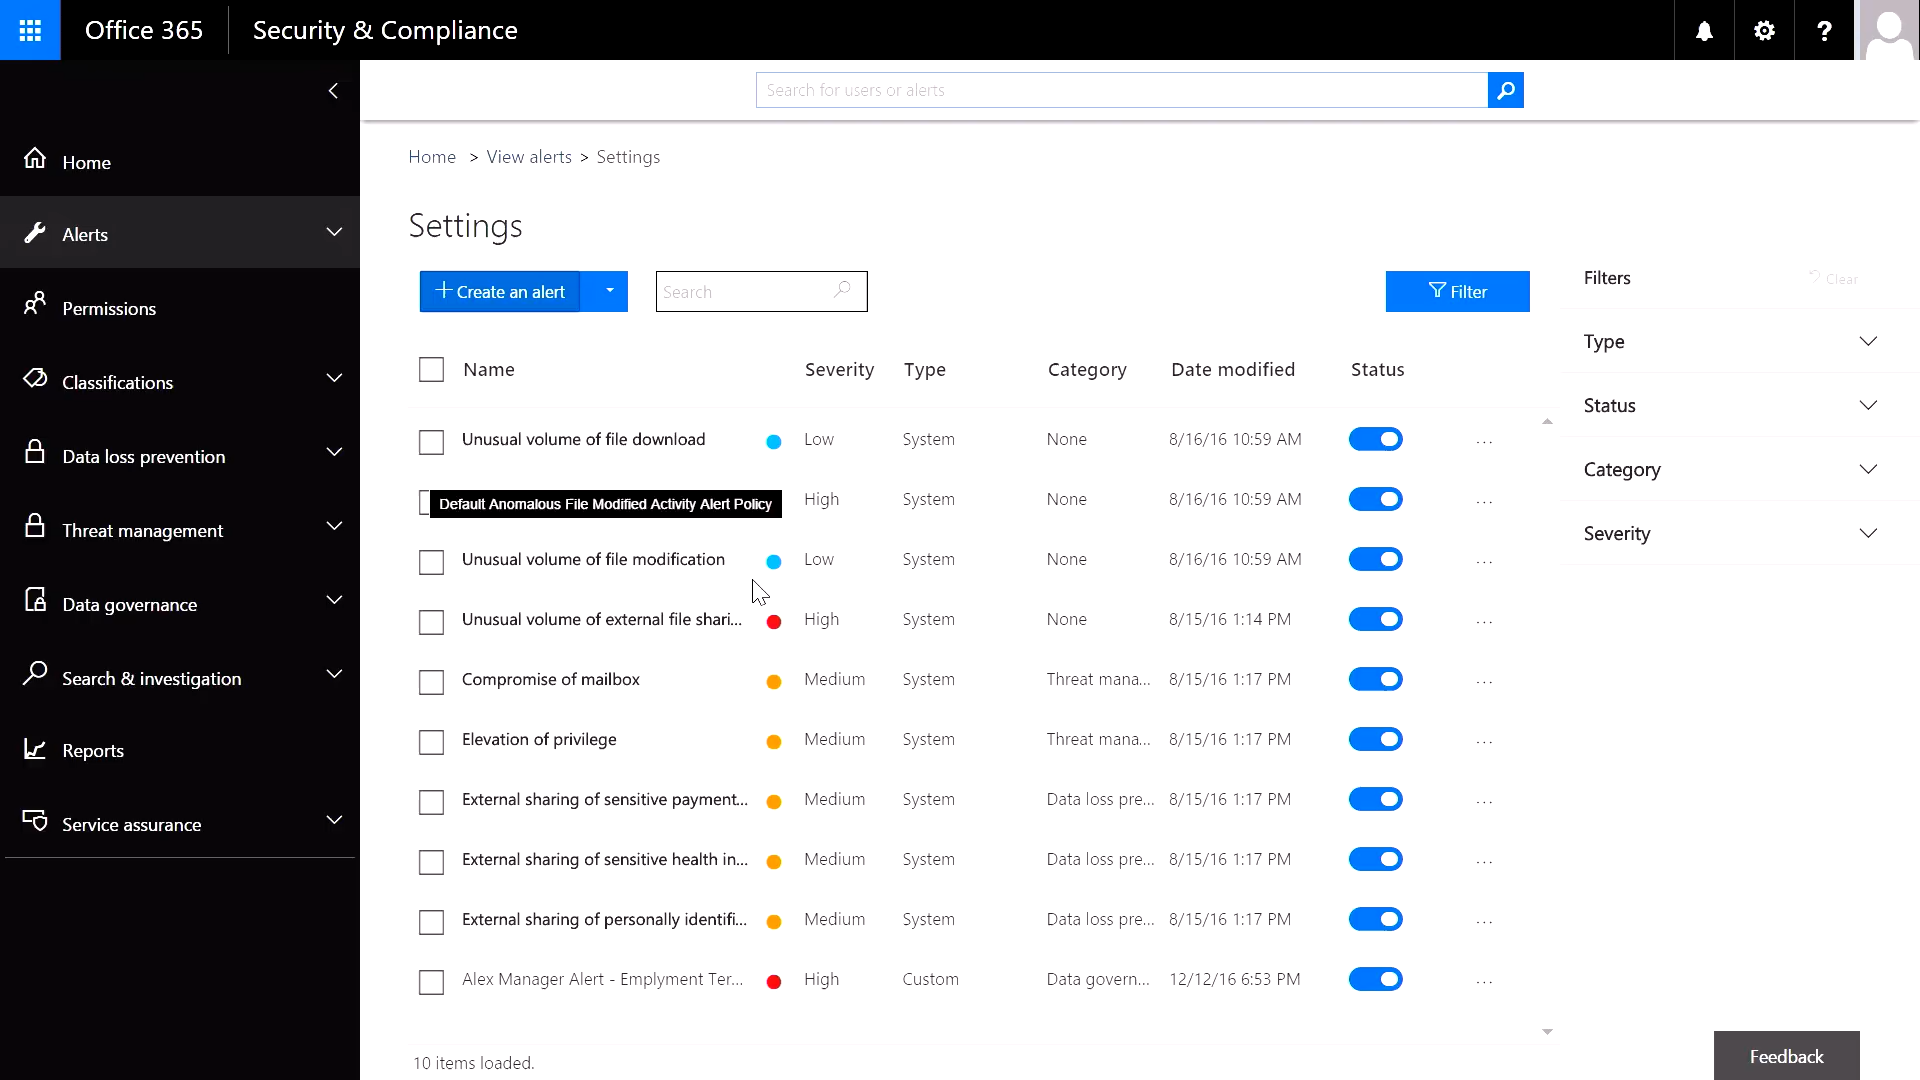 Office 365
Security & Compliance
?
Search for users or alerts
Home > View alerts > Settings
Home
Alerts
Permissions
Classifications
Data loss prevention
Threat management
Data governance
Search & investigation
Reports
Service assurance
Settings
Create an alert
Search
Filter
Filters
Clear
Type
Status
Category
Severity
Name Severity Type Category Date modified Status
Unusual volume of file download Low System None 8/16/16 10:59 AM ...
Default Anomalous File Modified Activity Alert Policy High System None 8/16/16 10:59 AM ...
Unusual volume of file modification Low System None 8/16/16 10:59 AM ...
Unusual volume of external file shari... High System None 8/15/16 1:14 PM ...
Compromise of mailbox Medium System Threat mana... 8/15/16 1:17 PM ...
Elevation of privilege Medium System Threat mana... 8/15/16 1:17 PM ...
External sharing of sensitive payment... Medium System Data loss pre... 8/15/16 1:17 PM ...
External sharing of sensitive health in... Medium System Data loss pre... 8/15/16 1:17 PM ...
External sharing of personally identifi... Medium System Data loss pre... 8/15/16 1:17 PM ...
Alex Manager Alert - Emplyment Ter... High Custom Data govern... 12/12/16 6:53 PM ...
10 items loaded.
Feedback